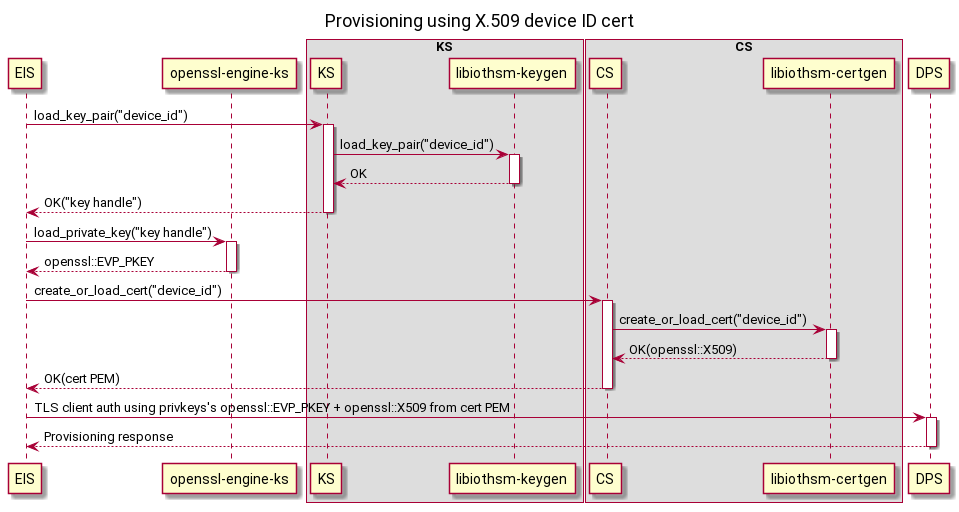 Provisioning using X.509 device ID cert
KS
CS
EIS
openssl-engine-ks
KS
libiothsm-keygen
CS
libiothsm-certgen
DPS
load_key_pair("device_id")
load_key_pair("device_id")
OK
OK("key handle")
load_private_key("key handle")
openssl::EVP_PKEY
create_or_load_cert("device_id")
create_or_load_cert("device_id")
OK(openssl::X509)
OK(cert PEM)
TLS client auth using privkeys's openssl::EVP_PKEY + openssl::X509 from cert PEM
Provisioning response
EIS
openssl-engine-ks
KS
libiothsm-keygen
CS
libiothsm-certgen
DPS